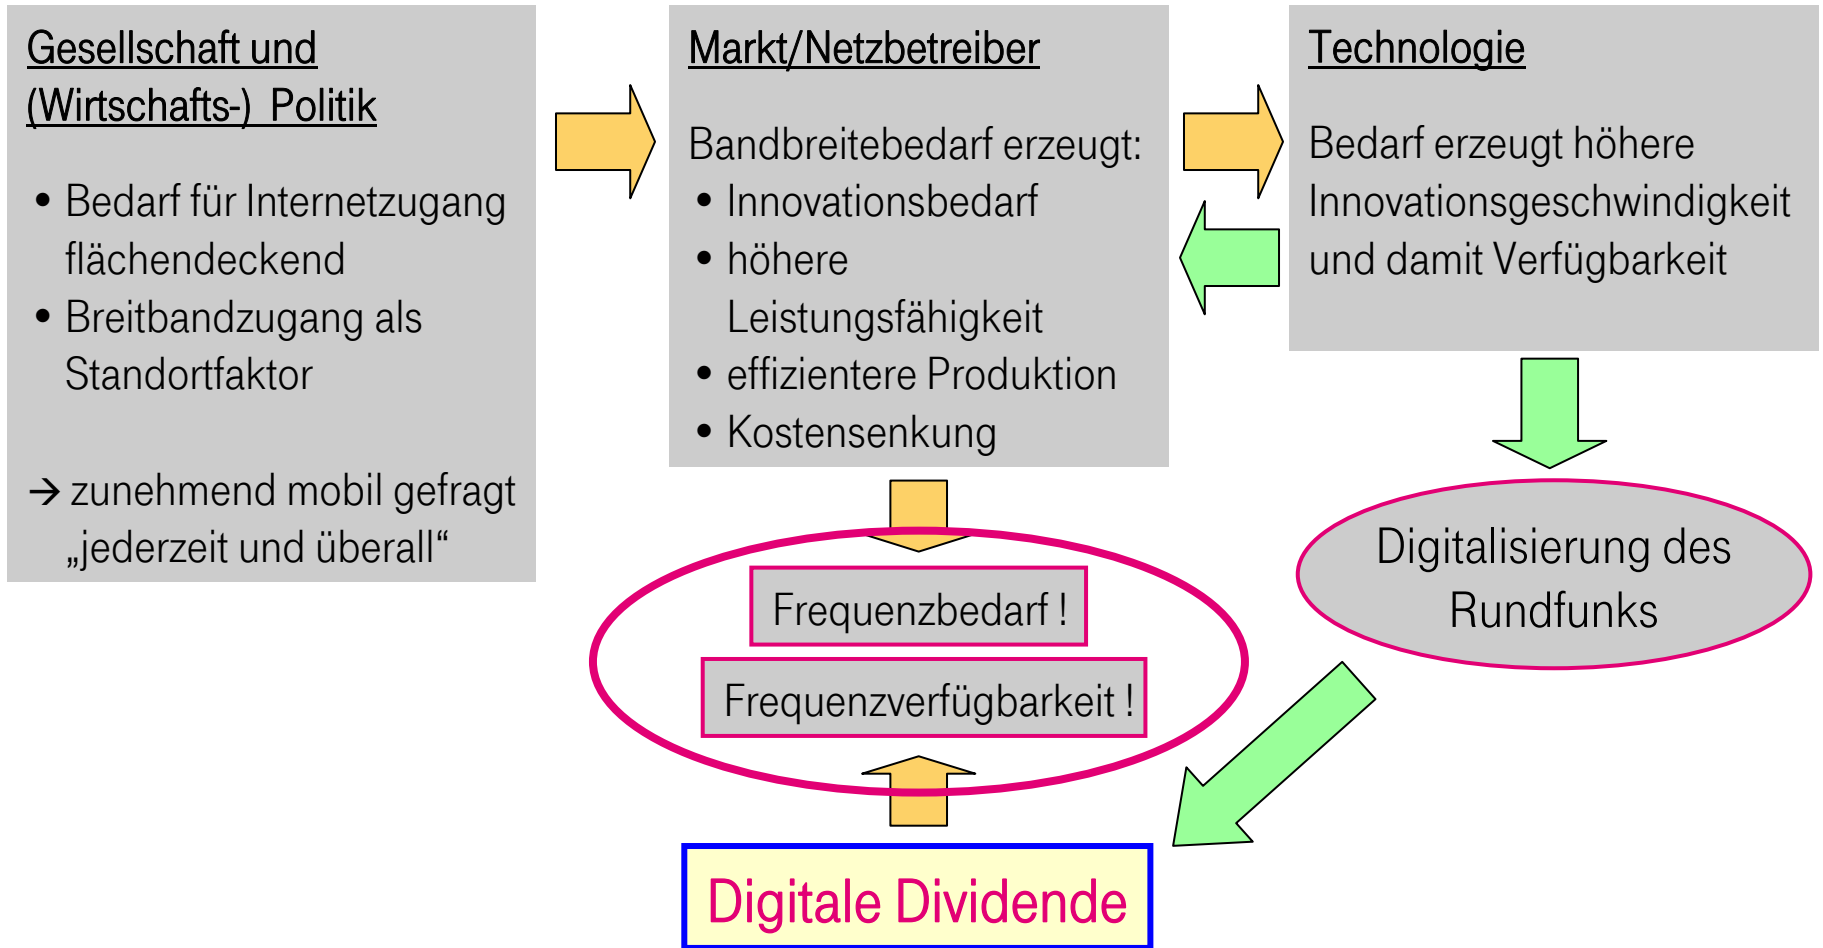 Gesellschaft und
(Wirtschafts-) Politik
• Bedarf für Internetzugang
flächendeckend
• Breitbandzugang als
Standortfaktor
→ zunehmend mobil gefragt
„jederzeit und überall“
Markt/Netzbetreiber
Bandbreitebedarf erzeugt:
• Innovationsbedarf
• höhere
Leistungsfähigkeit
• effizientere Produktion
• Kostensenkung
Technologie
Bedarf erzeugt höhere
Innovationsgeschwindigkeit
und damit Verfügbarkeit
Frequenzbedarf !
Frequenzverfügbarkeit !
Digitalisierung des
Rundfunks
Digitale Dividende